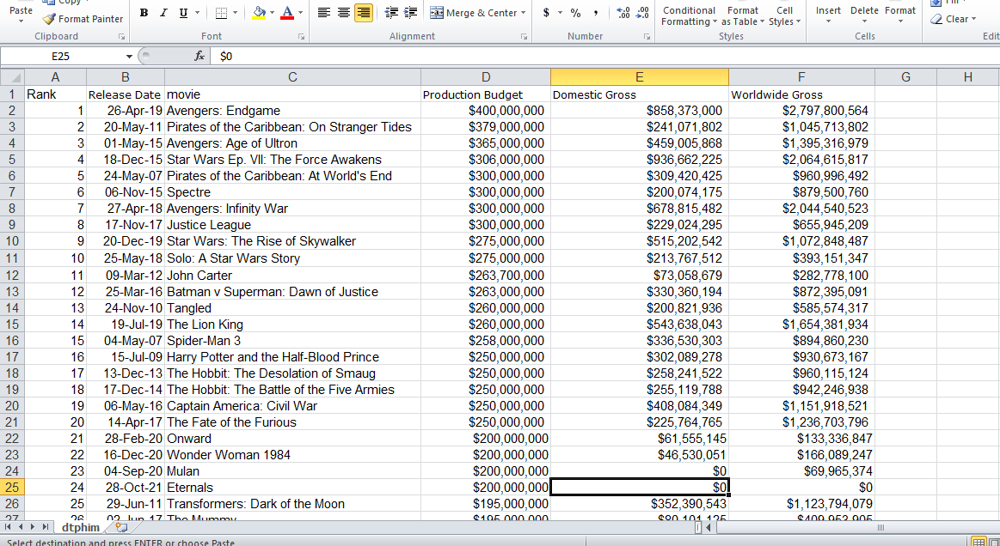 Paste Copy Format Painter B I U A Merge & Center $ % , Conditional Formatting Format as Table Cell Styles Insert Delete Format Fill Clear
Clipboard Font Alignment Number Styles Cells Edit
E25 fx $0
A B C D E F G H
1 Rank Release Date movie Production Budget Domestic Gross Worldwide Gross
2 1 26-Apr-19 Avengers: Endgame $400,000,000 $858,373,000 $2,797,800,564
3 2 20-May-11 Pirates of the Caribbean: On Stranger Tides $379,000,000 $241,071,802 $1,045,713,802
4 3 01-May-15 Avengers: Age of Ultron $365,000,000 $459,005,868 $1,395,316,979
5 4 18-Dec-15 Star Wars Ep. VII: The Force Awakens $306,000,000 $936,662,225 $2,064,615,817
6 5 24-May-07 Pirates of the Caribbean: At World's End $300,000,000 $309,420,425 $960,996,492
7 6 06-Nov-15 Spectre $300,000,000 $200,074,175 $879,500,760
8 7 27-Apr-18 Avengers: Infinity War $300,000,000 $678,815,482 $2,044,540,523
9 8 17-Nov-17 Justice League $300,000,000 $229,024,295 $655,945,209
10 9 20-Dec-19 Star Wars: The Rise of Skywalker $275,000,000 $515,202,542 $1,072,848,487
11 10 25-May-18 Solo: A Star Wars Story $275,000,000 $213,767,512 $393,151,347
12 11 09-Mar-12 John Carter $263,700,000 $73,058,679 $282,778,100
13 12 25-Mar-16 Batman v Superman: Dawn of Justice $263,000,000 $330,360,194 $872,395,091
14 13 24-Nov-10 Tangled $260,000,000 $200,821,936 $585,574,317
15 14 19-Jul-19 The Lion King $260,000,000 $543,638,043 $1,654,381,934
16 15 04-May-07 Spider-Man 3 $258,000,000 $336,530,303 $894,860,230
17 16 15-Jul-09 Harry Potter and the Half-Blood Prince $250,000,000 $302,089,278 $930,673,167
18 17 13-Dec-13 The Hobbit: The Desolation of Smaug $250,000,000 $258,241,522 $960,115,124
19 18 17-Dec-14 The Hobbit: The Battle of the Five Armies $250,000,000 $255,119,788 $942,246,938
20 19 06-May-16 Captain America: Civil War $250,000,000 $408,084,349 $1,151,918,521
21 20 14-Apr-17 The Fate of the Furious $250,000,000 $225,764,765 $1,236,703,796
22 21 28-Feb-20 Onward $200,000,000 $61,555,145 $133,336,847
23 22 16-Dec-20 Wonder Woman 1984 $200,000,000 $46,530,051 $166,089,247
24 23 04-Sep-20 Mulan $200,000,000 $0 $69,965,374
25 24 28-Oct-21 Eternals $200,000,000 $0 $0
26 25 29-Jun-11 Transformers: Dark of the Moon $195,000,000 $352,390,543 $1,123,794,079
27 26 02-Jun-17 The Mummy $195,000,000 $80,101,125 $409,953,905
dtphim
Select destination and press ENTER or choose Paste